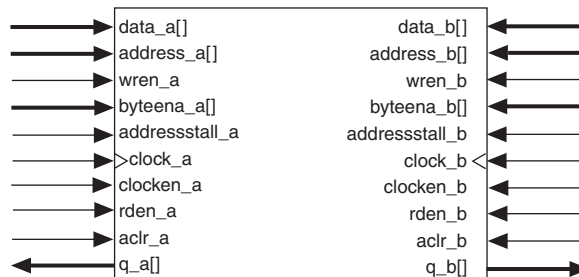 data_a[] data_b[]
address_a[] address_b[]
wren_a wren_b
byteena_a[] byteena_b[]
addressstall_a addressstall_b
clock_a clock_b
clocken_a clocken_b
rden_a rden_b
aclr_a aclr_b
q_a[] q_b[]